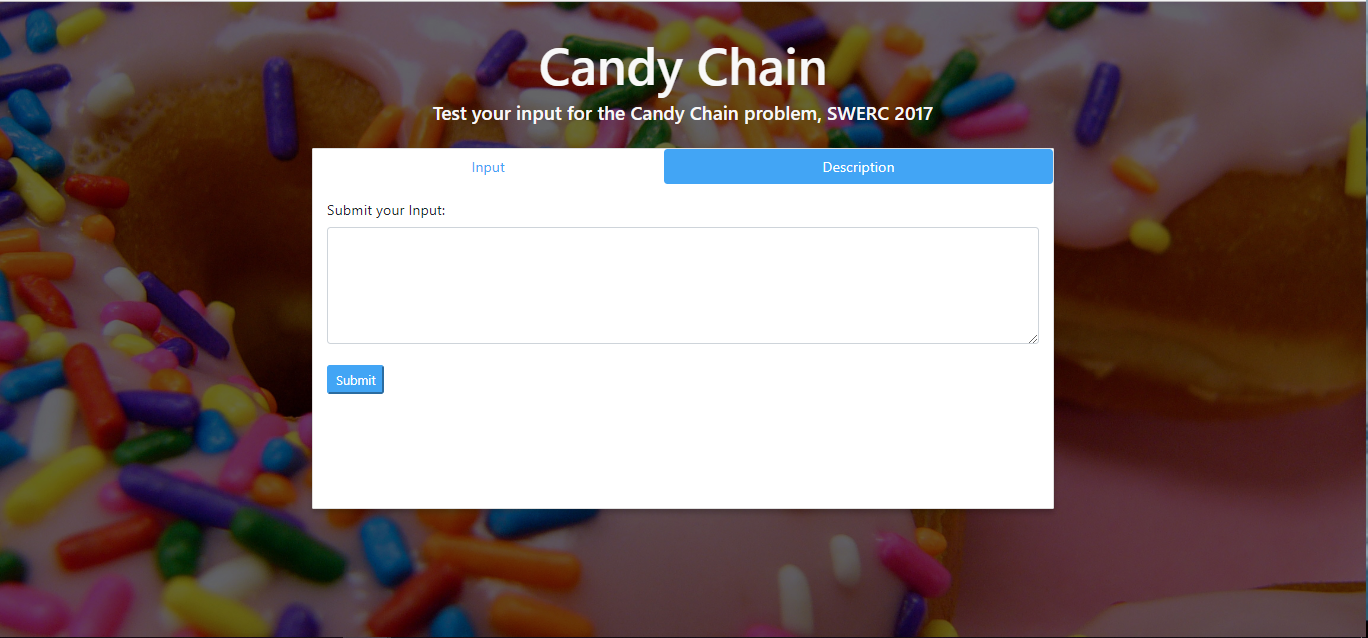 Candy Chain
Test your input for the Candy Chain problem, SWERC 2017
Input
Description
Submit your Input:
Submit